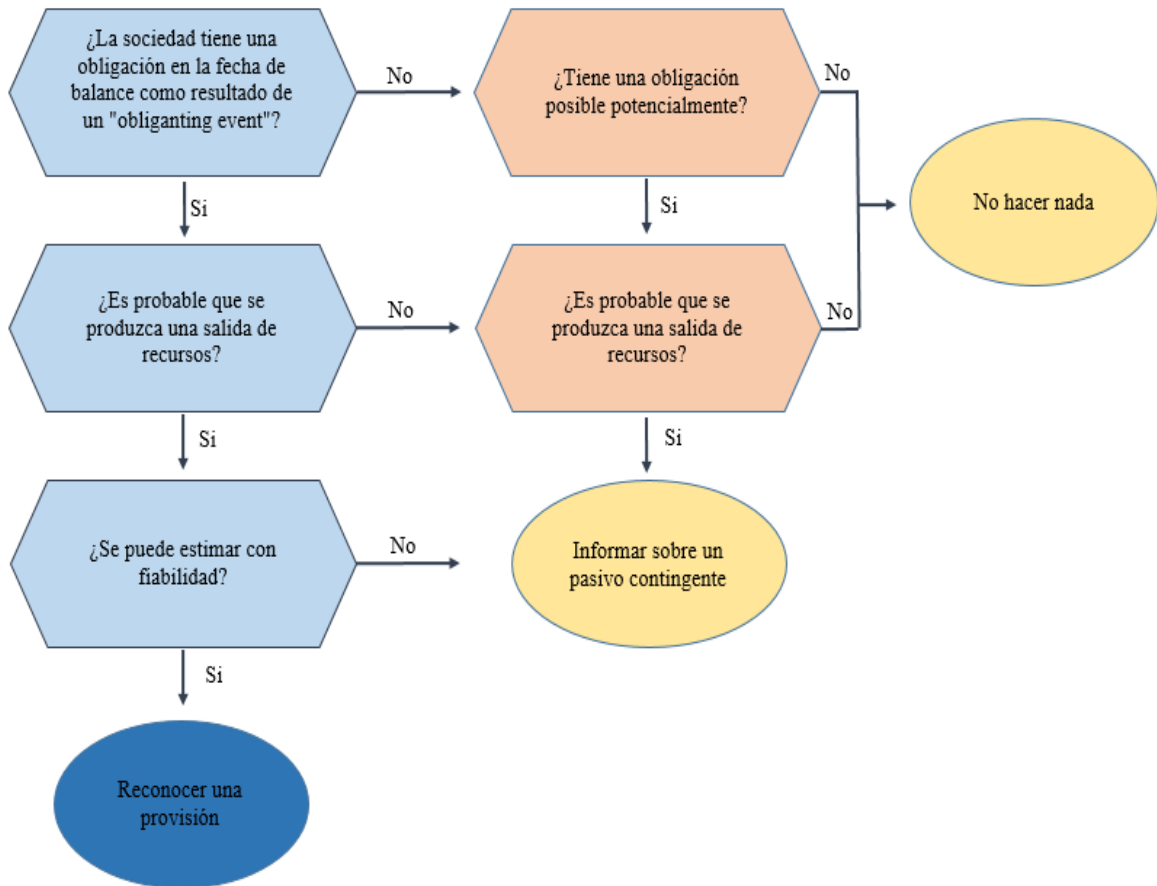 ¿La sociedad tiene una
obligación en la fecha de
balance como resultado de
un "obliganting event"?
No
¿Tiene una obligación
posible potencialmente?
No
No hacer nada
Si
Si
¿Es probable que se
produzca una salida de
recursos?
No
¿Es probable que se
produzca una salida de
recursos?
No
Si
Si
¿Se puede estimar con
fiabilidad?
No
Informar sobre un
pasivo contingente
Si
Reconocer una
provisión